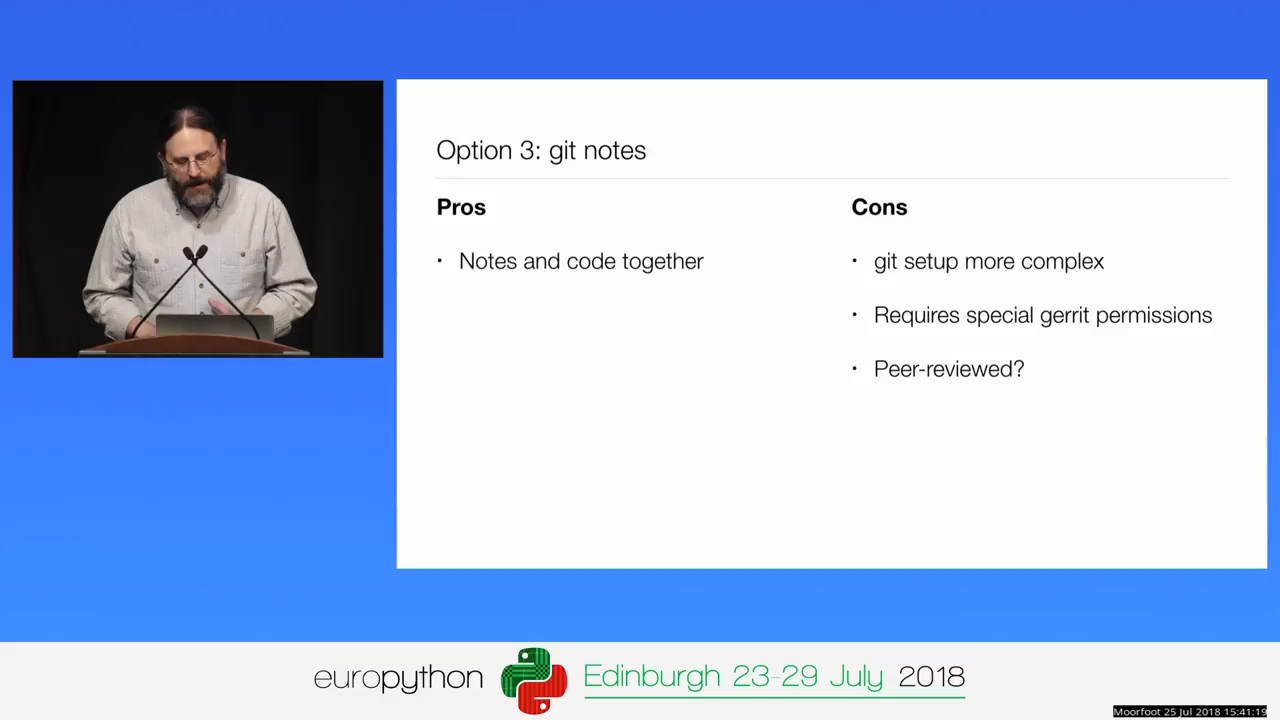 Option 3: git notes
Pros
• Notes and code together
Cons
• git setup more complex
• Requires special gerrit permissions
• Peer-reviewed?
europython
Edinburgh 23-29 July 2018
Moorfoot 25 Jul 2018 15:41:19